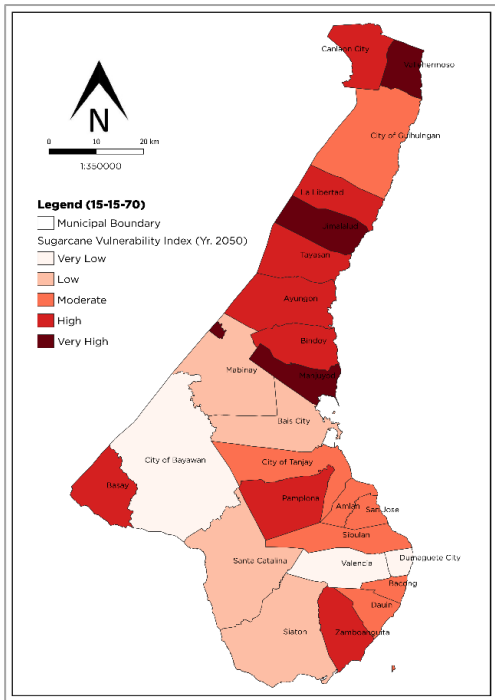 Canlaon City
Vallehermoso
City of Guihulngan
N
0 10 20 km
1:350000
La Libertad
Jimalalud
Tayasan
Ayungon
Bindoy
Manjuyod
Mabinay
Bais City
City of Bayawan
City of Tanjay
Basay
Pamplona
Amlan
San Jose
Sibulan
Santa Catalina
Valencia
Dumaguete City
Bacong
Dauin
Siaton
Zamboanguita
Legend (15-15-70)
Municipal Boundary
Sugarcane Vulnerability Index (Yr. 2050)
Very Low
Low
Moderate
High
Very High